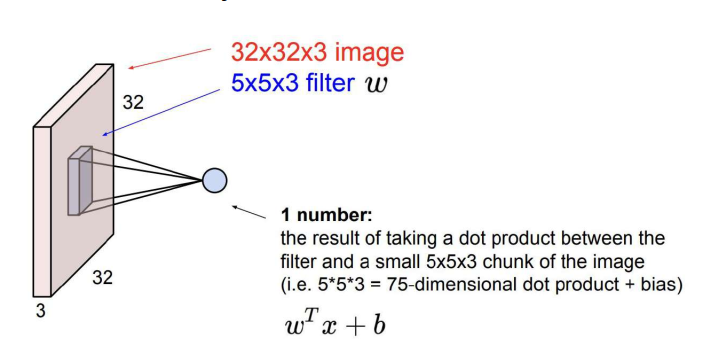 32x32x3 image
5x5x3 filter w
32
32
3
1 number:
the result of taking a dot product between the
filter and a small 5x5x3 chunk of the image
(i.e. 5*5*3 = 75-dimensional dot product + bias)
w^T x + b